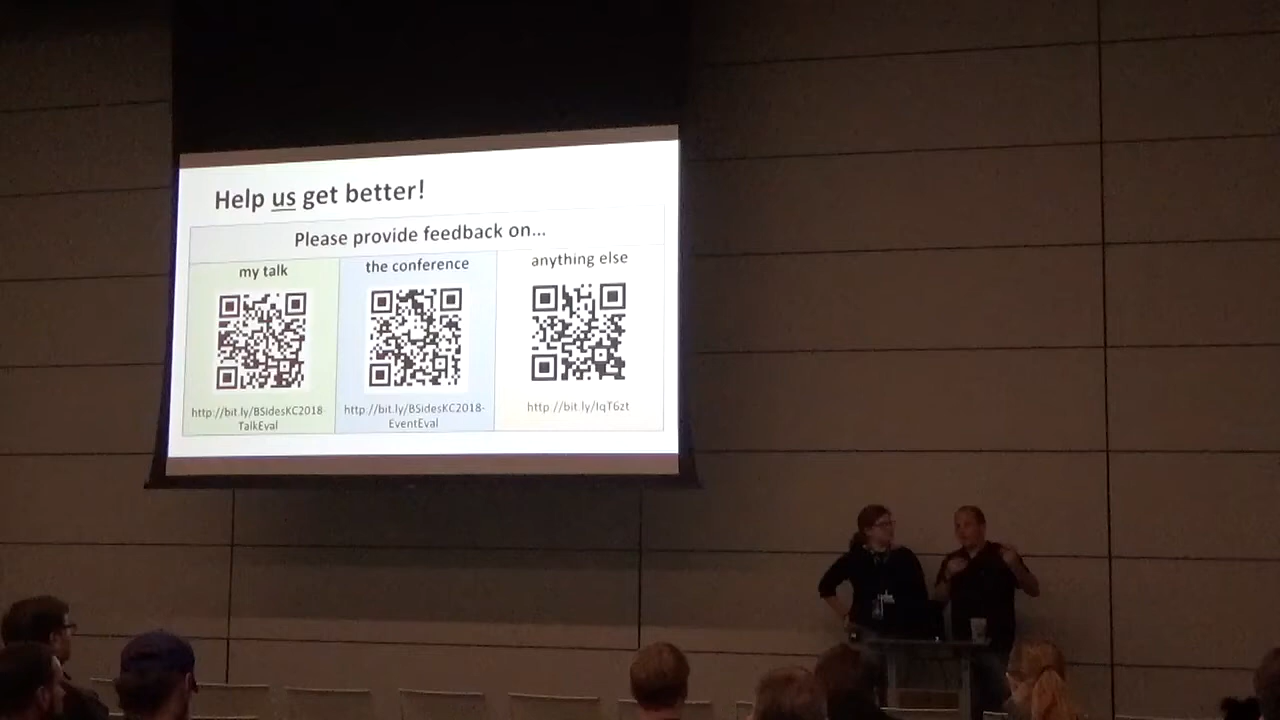 Help us get better!
Please provide feedback on...
my talk
the conference
anything else
http://bit.ly/BSidesKC2018-
TalkEval
http://bit.ly/BSidesKC2018-
EventEval
http://bit.ly/IqT6zt